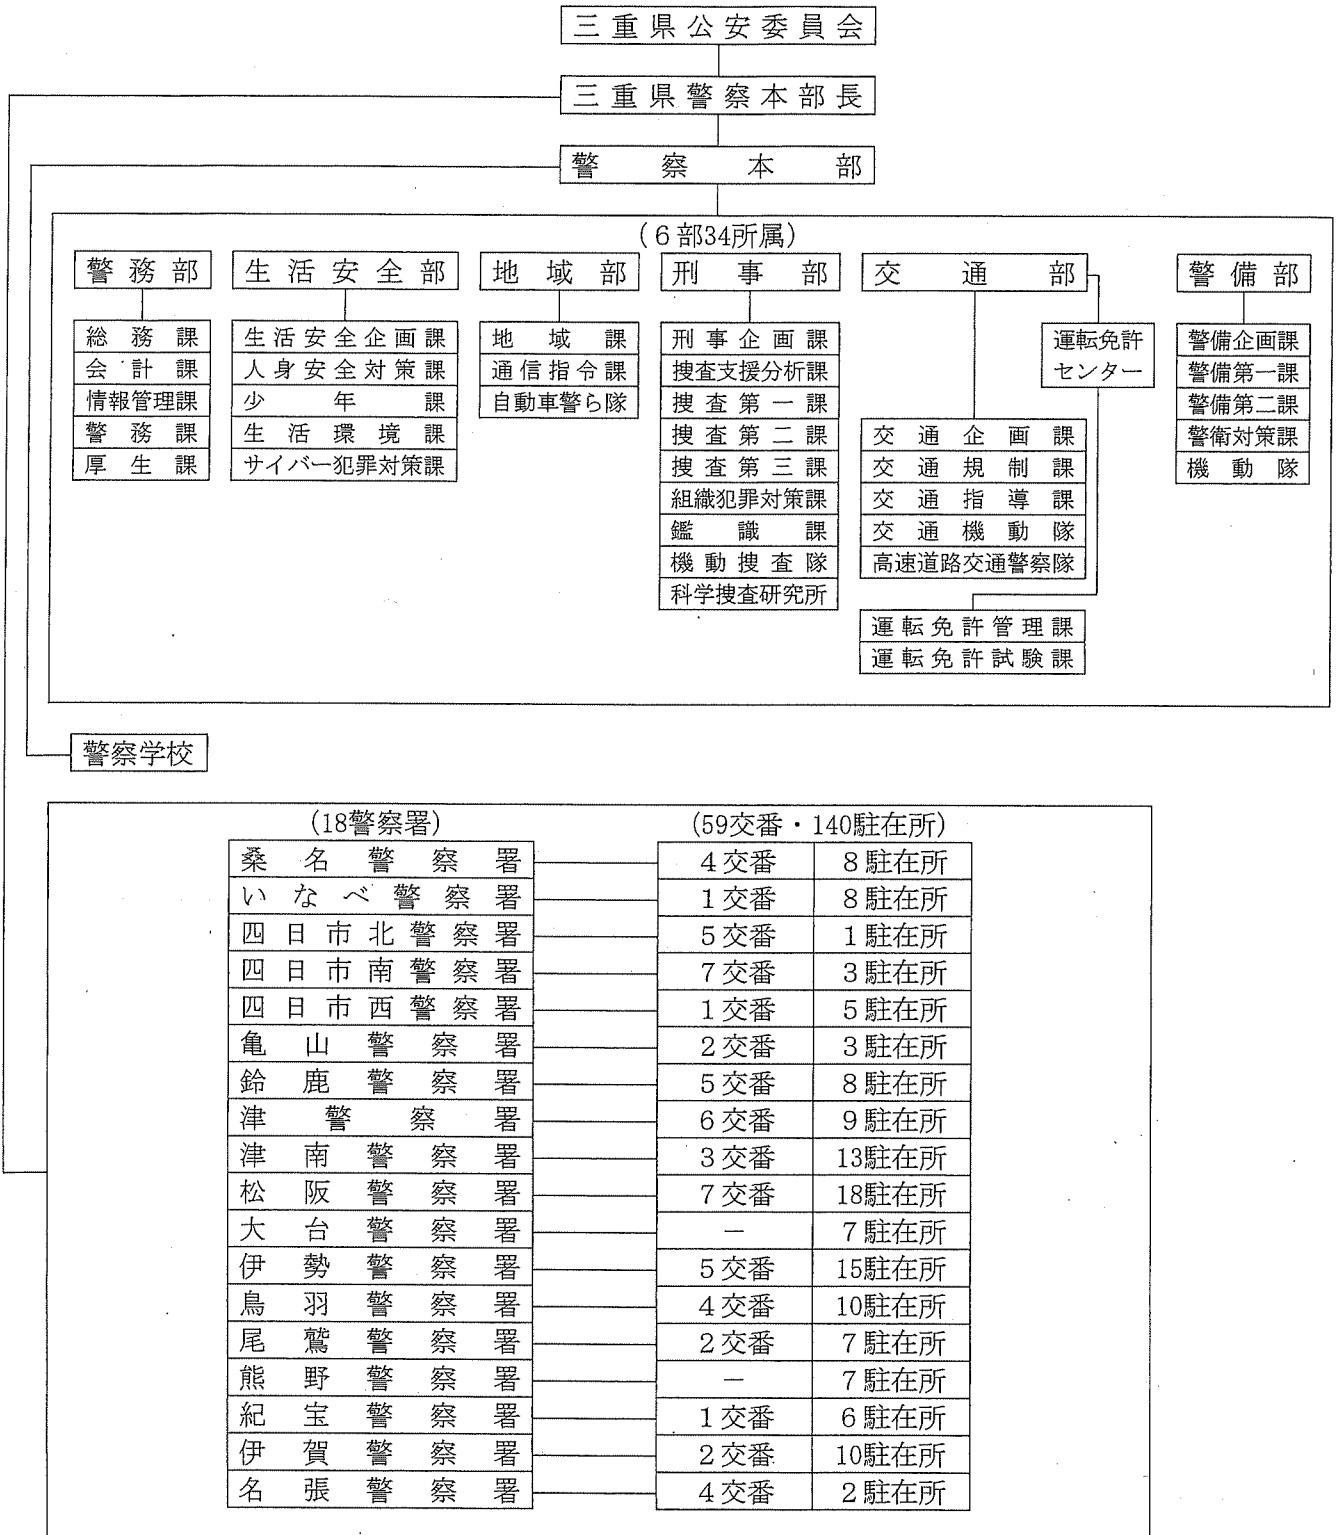 三重県公安委員会
三重県警察本部長
警察本部
(6部34所属)
警務部
総務課
会計課
情報管理課
警務課
厚生課
生活安全部
生活安全企画課
人身安全対策課
少年課
生活環境課
サイバー犯罪対策課
地域部
地域課
通信指令課
自動車警ら隊
刑事部
刑事企画課
捜査支援分析課
捜査第一課
捜査第二課
捜査第三課
組織犯罪対策課
鑑識課
機動捜査隊
科学捜査研究所
交通部
運転免許
センター
交通企画課
交通規制課
交通指導課
交通機動隊
高速道路交通警察隊
運転免許管理課
運転免許試験課
警備部
警備企画課
警備第一課
警備第二課
警衛対策課
機動隊
警察学校
(18警察署) (59交番・140駐在所)
桑名警察署 4交番 8駐在所
いなべ警察署 1交番 8駐在所
四日市北警察署 5交番 1駐在所
四日市南警察署 7交番 3駐在所
四日市西警察署 1交番 5駐在所
亀山警察署 2交番 3駐在所
鈴鹿警察署 5交番 8駐在所
津警察署 6交番 9駐在所
津南警察署 3交番 13駐在所
松阪警察署 7交番 18駐在所
大台警察署 － 7駐在所
伊勢警察署 5交番 15駐在所
鳥羽警察署 4交番 10駐在所
尾鷲警察署 2交番 7駐在所
熊野警察署 － 7駐在所
紀宝警察署 1交番 6駐在所
伊賀警察署 2交番 10駐在所
名張警察署 4交番 2駐在所